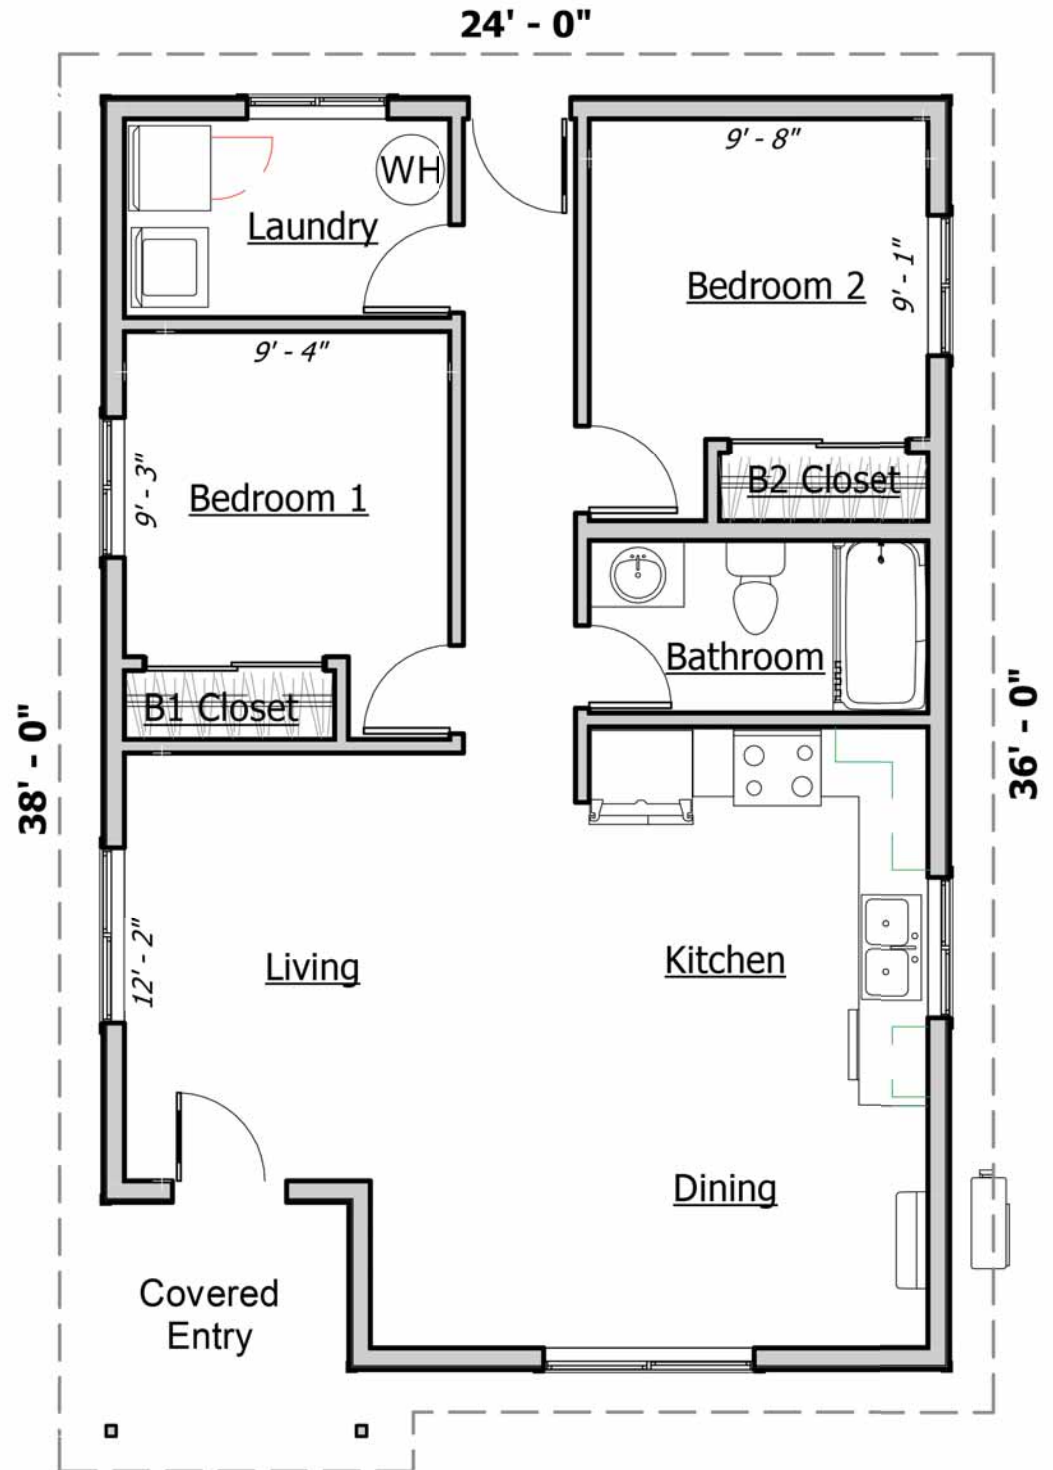 24' - 0"
9' - 8"
WH
Laundry
9' - 1"
Bedroom 2
9' - 4"
9' - 3"
Bedroom 1
B2 Closet
Bathroom
B1 Closet
38' - 0"
36' - 0"
12' - 2"
Living
Kitchen
Dining
Covered
Entry